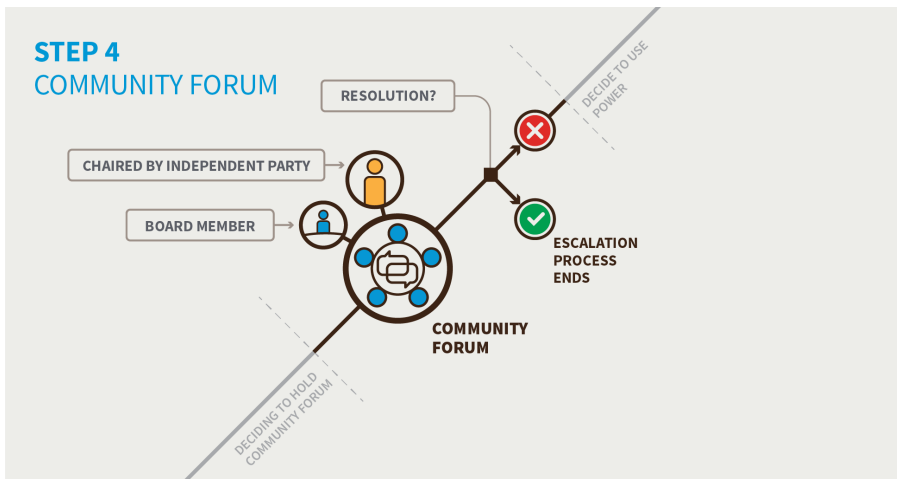 STEP 4
COMMUNITY FORUM
RESOLUTION?
DECIDE TO USE
POWER
CHAIRED BY INDEPENDENT PARTY
BOARD MEMBER
ESCALATION
PROCESS
ENDS
COMMUNITY
FORUM
DECIDING TO HOLD
COMMUNITY FORUM